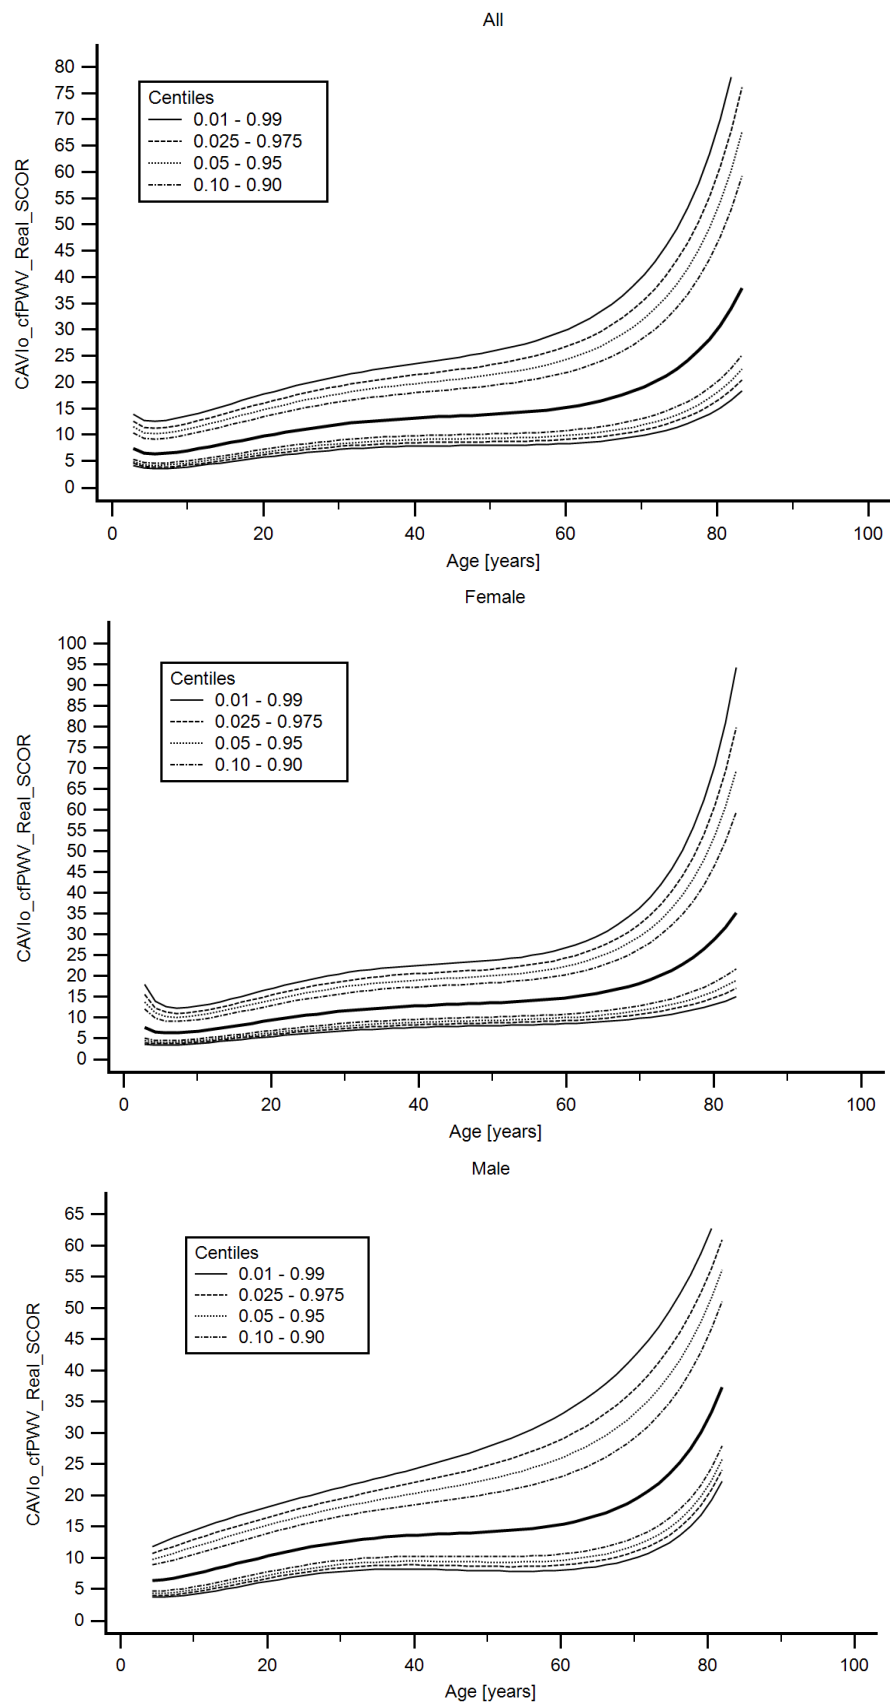 All
CAVIo_cfPWV_Real_SCOR
80
75
70
65
60
55
50
45
40
35
30
25
20
15
10
5
0
Centiles
0.01 - 0.99
0.025 - 0.975
0.05 - 0.95
0.10 - 0.90
0 20 40 60 80 100
Age [years]
Female
CAVIo_cfPWV_Real_SCOR
100
95
90
85
80
75
70
65
60
55
50
45
40
35
30
25
20
15
10
5
0
Centiles
0.01 - 0.99
0.025 - 0.975
0.05 - 0.95
0.10 - 0.90
0 20 40 60 80 100
Age [years]
Male
CAVIo_cfPWV_Real_SCOR
65
60
55
50
45
40
35
30
25
20
15
10
5
0
Centiles
0.01 - 0.99
0.025 - 0.975
0.05 - 0.95
0.10 - 0.90
0 20 40 60 80 100
Age [years]